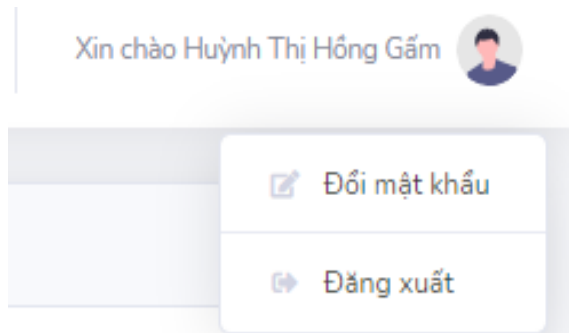 Xin chào Huỳnh Thị Hồng Gấm
Đổi mật khẩu
Đăng xuất